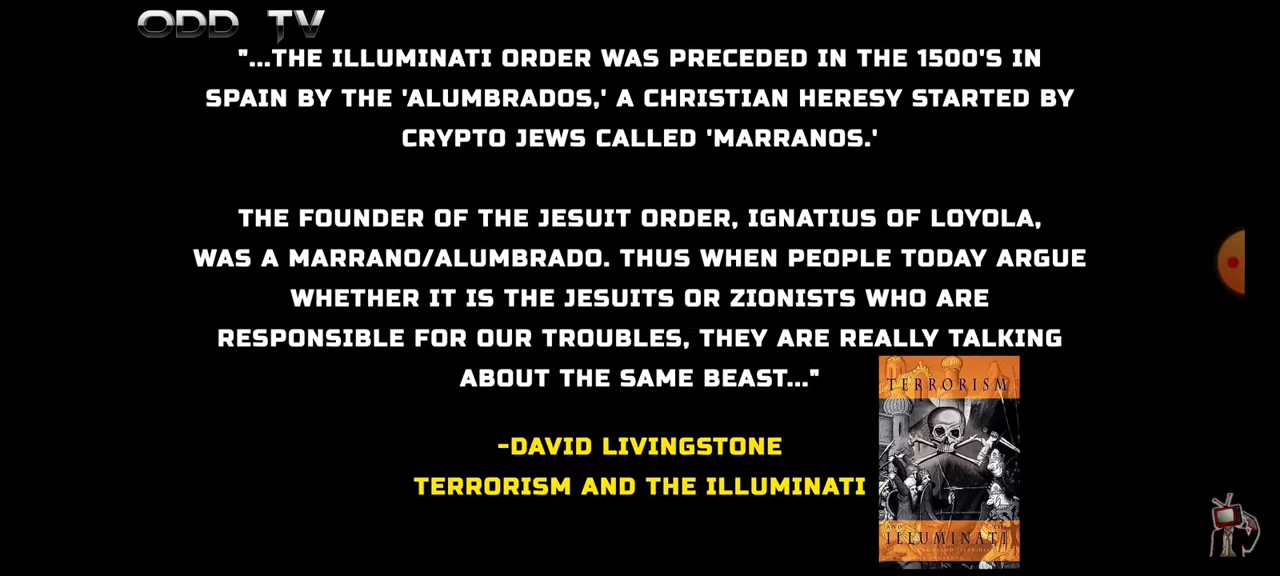 ODD TV
"...THE ILLUMINATI ORDER WAS PRECEDED IN THE 1500'S IN
SPAIN BY THE 'ALUMBRADOS,' A CHRISTIAN HERESY STARTED BY
CRYPTO JEWS CALLED 'MARRANOS.'
THE FOUNDER OF THE JESUIT ORDER, IGNATIUS OF LOYOLA,
WAS A MARRANO/ALUMBRADO. THUS WHEN PEOPLE TODAY ARGUE
WHETHER IT IS THE JESUITS OR ZIONISTS WHO ARE
RESPONSIBLE FOR OUR TROUBLES, THEY ARE REALLY TALKING
ABOUT THE SAME BEAST..."
TERRORISM
-DAVID LIVINGSTONE
TERRORISM AND THE ILLUMINATI
ILLUMINATI